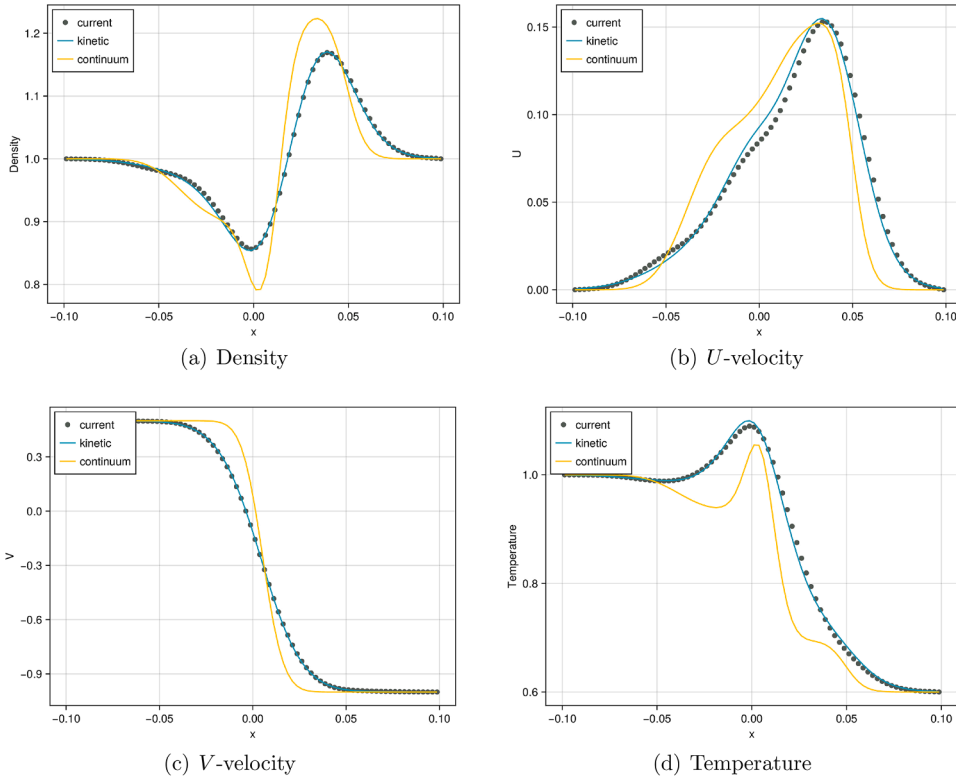 current
kinetic
continuum
1.2
1.1
1.0
0.9
0.8
Density
−0.10
−0.05
0.00
0.05
0.10
x
(a) Density
current
kinetic
continuum
0.15
0.10
0.05
0.00
U
−0.10
−0.05
0.00
0.05
0.10
x
(b) U-velocity
current
kinetic
continuum
0.3
0.0
−0.3
−0.6
−0.9
V
−0.10
−0.05
0.00
0.05
0.10
x
(c) V-velocity
current
kinetic
continuum
1.0
0.8
0.6
Temperature
−0.10
−0.05
0.00
0.05
0.10
x
(d) Temperature